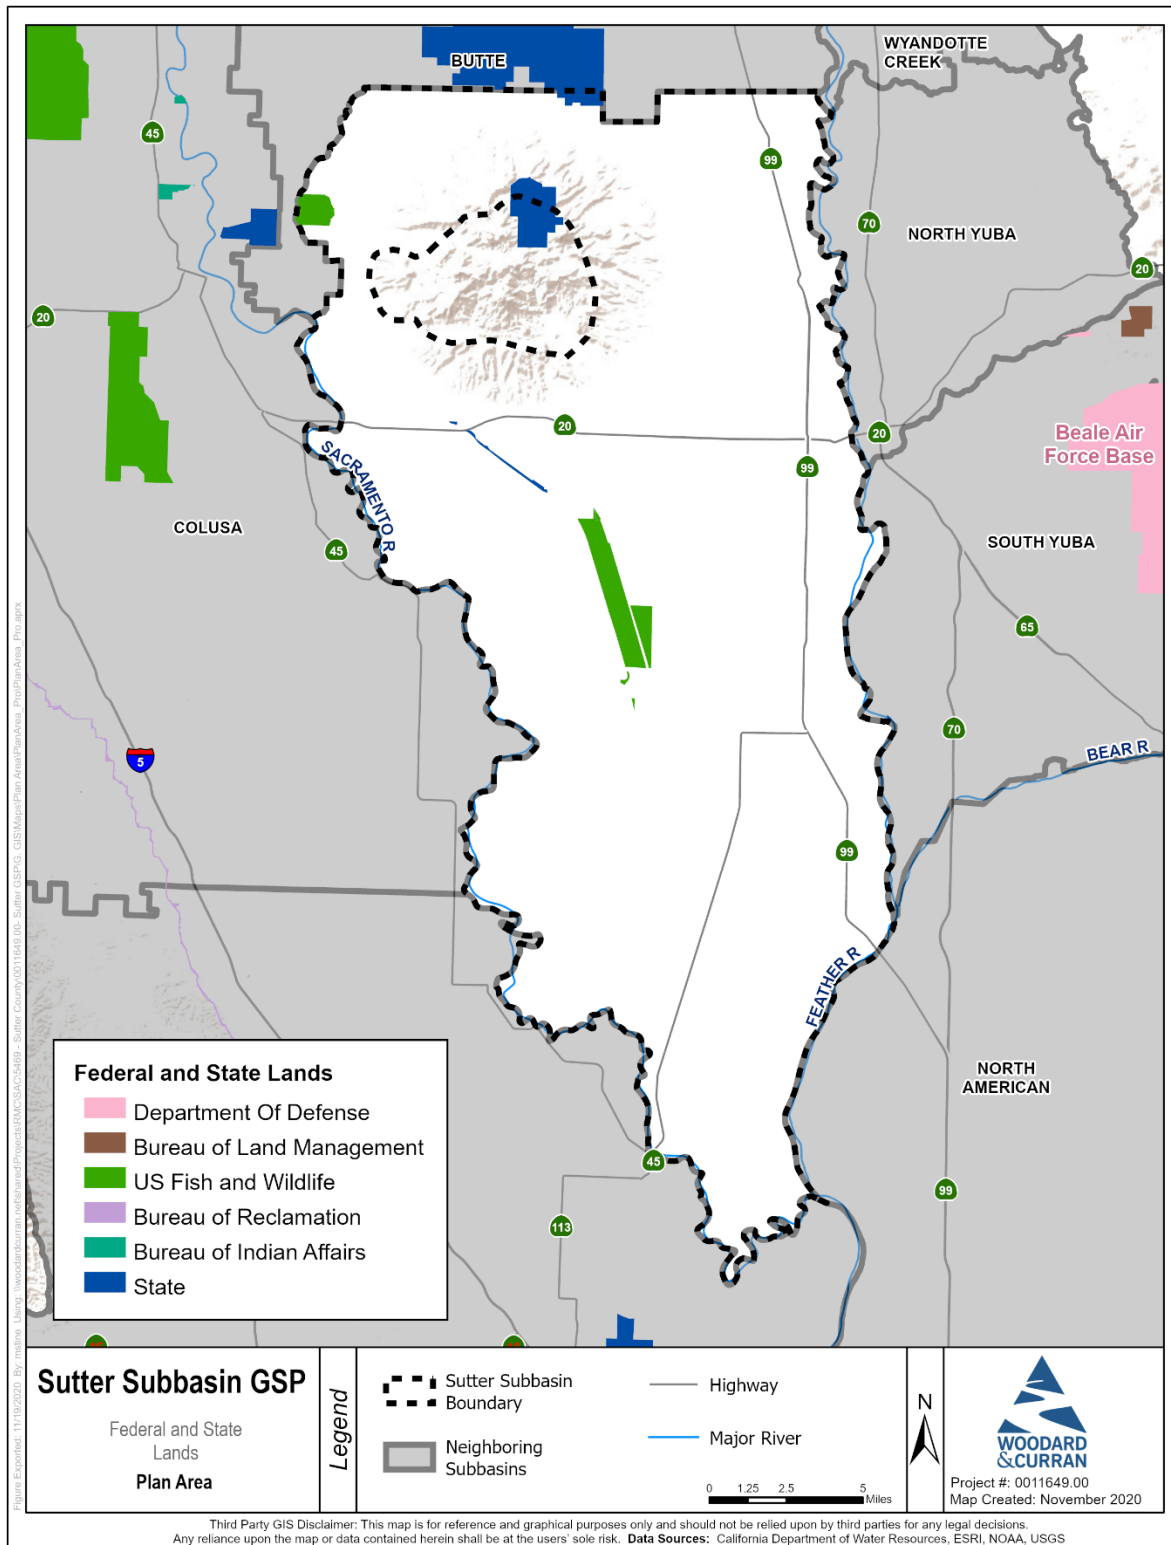 BUTTE
WYANDOTTE
CREEK
45
99
70
NORTH YUBA
20
20
20
20
99
Beale Air
Force Base
SACRAMENTO R
COLUSA
45
SOUTH YUBA
65
70
5
BEAR R
99
FEATHER R
NORTH
AMERICAN
45
99
113
Federal and State Lands
Department Of Defense
Bureau of Land Management
US Fish and Wildlife
Bureau of Reclamation
Bureau of Indian Affairs
State
Sutter Subbasin GSP
Federal and State
Lands
Plan Area
Legend
Sutter Subbasin
Boundary
Neighboring
Subbasins
Highway
Major River
0 1.25 2.5 5
Miles
N
WOODARD
&CURRAN
Project #: 0011649.00
Map Created: November 2020
Third Party GIS Disclaimer: This map is for reference and graphical purposes only and should not be relied upon by third parties for any legal decisions.
Any reliance upon the map or data contained herein shall be at the users' sole risk. Data Sources: California Department of Water Resources, ESRI, NOAA, USGS